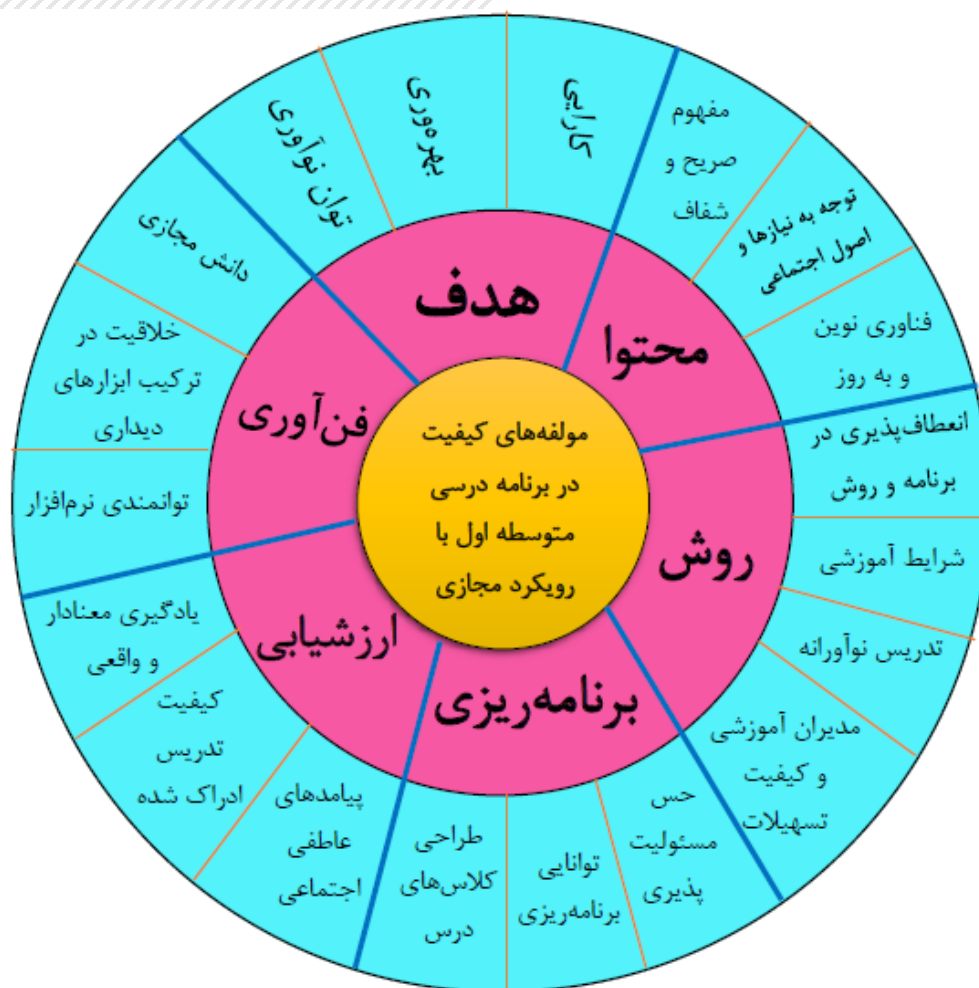 مولفه‌های کیفیت
در برنامه درسی
متوسطه اول با
رویکرد مجازی
هدف
کارایی
بهره‌وری
توان نوآوری
محتوا
مفهوم
صریح و
شفاف
توجه به نیازها و
اصول اجتماعی
فناوری نوین
و به روز
روش
انعطاف‌پذیری در
برنامه و روش
شرایط آموزشی
تدریس نوآورانه
مدیران آموزشی
و کیفیت
تسهیلات
برنامه‌ریزی
حس
مسئولیت
پذیری
توانایی
برنامه‌ریزی
طراحی
کلاس‌های
درس
ارزشیابی
پیامدهای
عاطفی
اجتماعی
کیفیت
تدریس
ادراک شده
یادگیری معنادار
و واقعی
فن‌آوری
توانمندی نرم‌افزار
خلاقیت در
ترکیب ابزارهای
دیداری
دانش مجازی